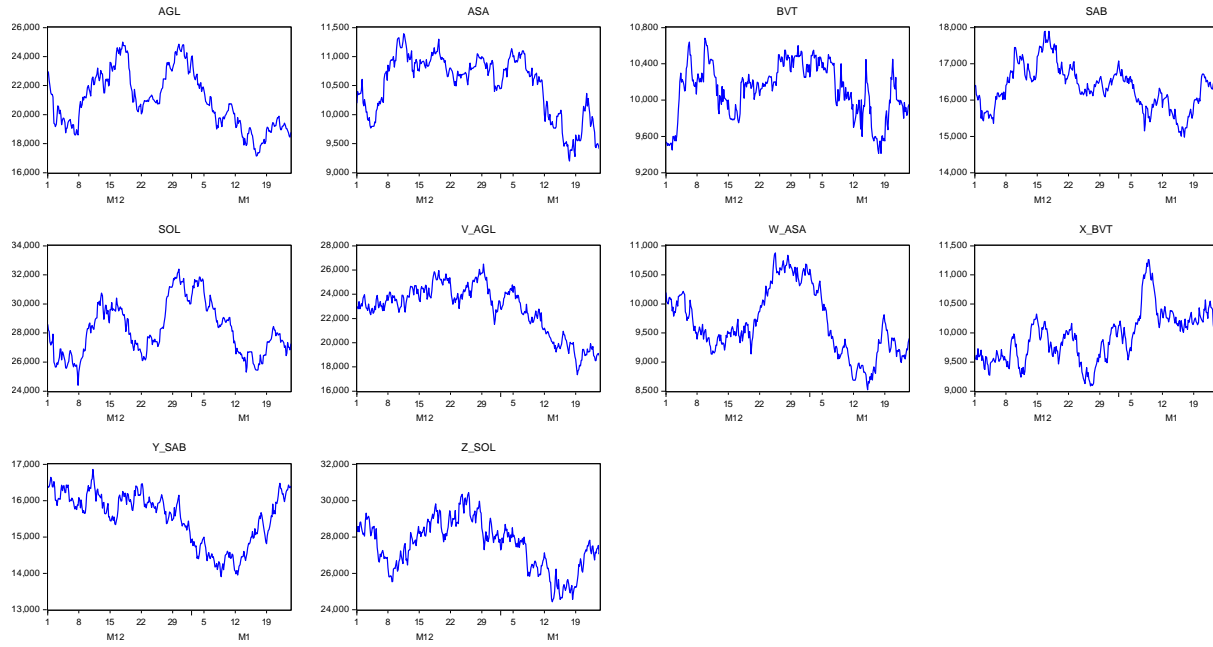 AGL
26,000
24,000
22,000
20,000
18,000
16,000
1 8 15 22 29 5 12 19
M12 M1
ASA
11,500
11,000
10,500
10,000
9,500
9,000
1 8 15 22 29 5 12 19
M12 M1
BVT
10,800
10,400
10,000
9,600
9,200
1 8 15 22 29 5 12 19
M12 M1
SAB
18,000
17,000
16,000
15,000
14,000
1 8 15 22 29 5 12 19
M12 M1
SOL
34,000
32,000
30,000
28,000
26,000
24,000
1 8 15 22 29 5 12 19
M12 M1
V_AGL
28,000
26,000
24,000
22,000
20,000
18,000
16,000
1 8 15 22 29 5 12 19
M12 M1
W_ASA
11,000
10,500
10,000
9,500
9,000
8,500
1 8 15 22 29 5 12 19
M12 M1
X_BVT
11,500
11,000
10,500
10,000
9,500
9,000
1 8 15 22 29 5 12 19
M12 M1
Y_SAB
17,000
16,000
15,000
14,000
13,000
1 8 15 22 29 5 12 19
M12 M1
Z_SOL
32,000
30,000
28,000
26,000
24,000
1 8 15 22 29 5 12 19
M12 M1